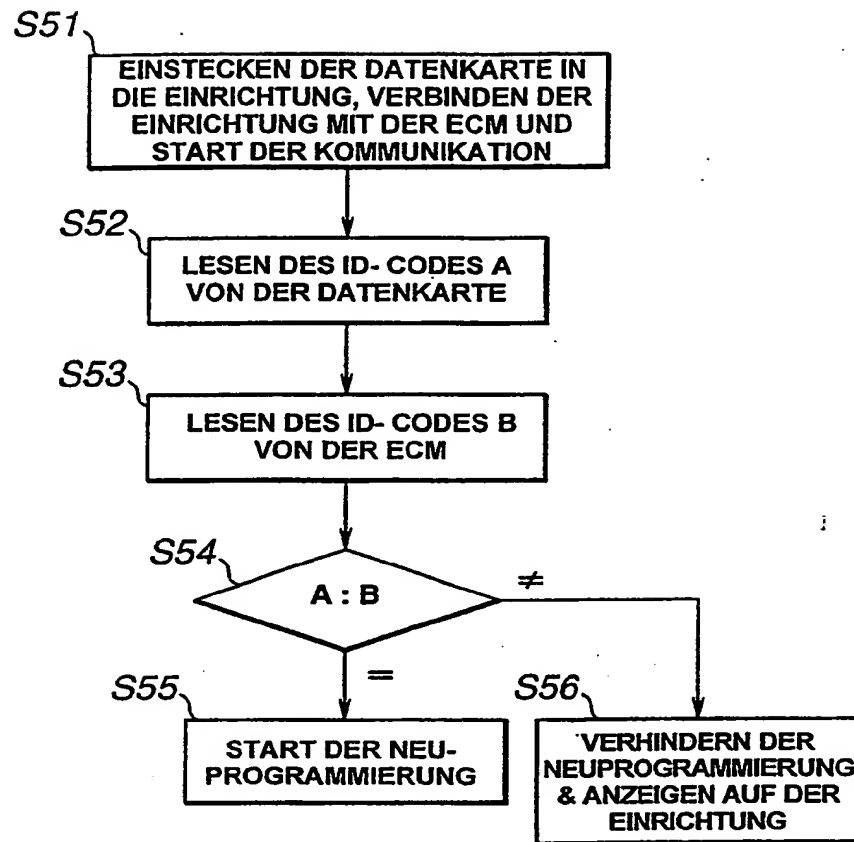 S51
EINSTECKEN DER DATENKARTE IN
DIE EINRICHTUNG, VERBINDEN DER
EINRICHTUNG MIT DER ECM UND
START DER KOMMUNIKATION
S52
LESEN DES ID- CODES A
VON DER DATENKARTE
S53
LESEN DES ID- CODES B
VON DER ECM
S54
A : B
≠
=
S55
START DER NEU-
PROGRAMMIERUNG
S56
VERHINDERN DER
NEUPROGRAMMIERUNG
& ANZEIGEN AUF DER
EINRICHTUNG